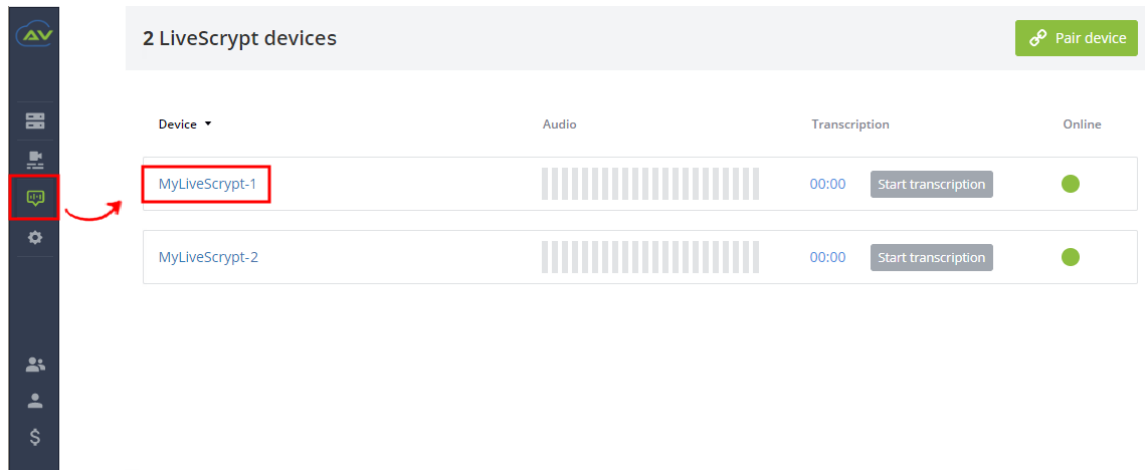 AV
2 LiveScrypt devices
Pair device
Device Audio Transcription Online
MyLiveScrypt-1 00:00 Start transcription
MyLiveScrypt-2 00:00 Start transcription
$